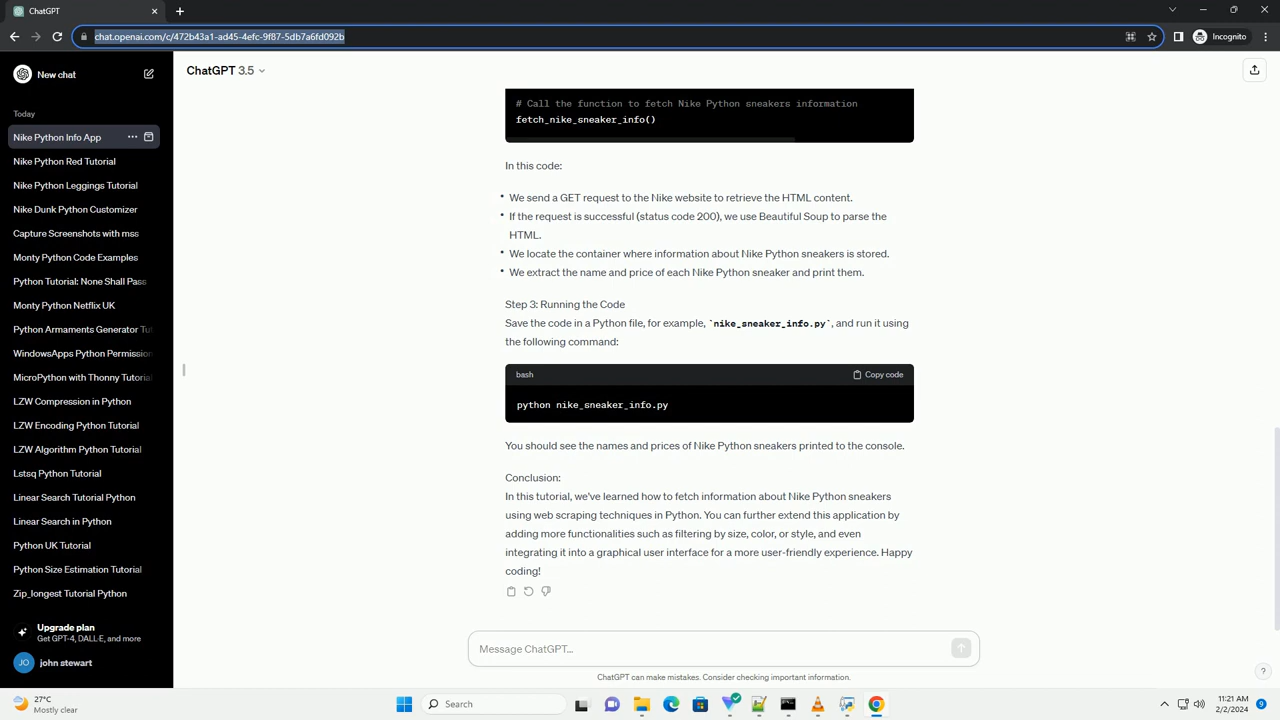 ChatGPT
chat.openai.com/c/472b43a1-ad45-4efc-9f87-5db7a6fd092b
Incognito
New chat
Today
Nike Python Info App
Nike Python Red Tutorial
Nike Python Leggings Tutorial
Nike Dunk Python Customizer
Capture Screenshots with mss
Monty Python Code Examples
Python Tutorial: None Shall Pass
Monty Python Netflix UK
Python Armaments Generator Tut
WindowsApps Python Permission
MicroPython with Thonny Tutorial
LZW Compression in Python
LZW Encoding Python Tutorial
LZW Algorithm Python Tutorial
Lstsq Python Tutorial
Linear Search Tutorial Python
Linear Search in Python
Python UK Tutorial
Python Size Estimation Tutorial
Zip_longest Tutorial Python
Upgrade plan
Get GPT-4, DALL·E, and more
JO john stewart
ChatGPT 3.5
# Call the function to fetch Nike Python sneakers information
fetch_nike_sneaker_info()
In this code:
• We send a GET request to the Nike website to retrieve the HTML content.
• If the request is successful (status code 200), we use Beautiful Soup to parse the
HTML.
• We locate the container where information about Nike Python sneakers is stored.
• We extract the name and price of each Nike Python sneaker and print them.
Step 3: Running the Code
Save the code in a Python file, for example, `nike_sneaker_info.py`, and run it using
the following command:
bash
Copy code
python nike_sneaker_info.py
You should see the names and prices of Nike Python sneakers printed to the console.
Conclusion:
In this tutorial, we've learned how to fetch information about Nike Python sneakers
using web scraping techniques in Python. You can further extend this application by
adding more functionalities such as filtering by size, color, or style, and even
integrating it into a graphical user interface for a more user-friendly experience. Happy
coding!
Message ChatGPT...
ChatGPT can make mistakes. Consider checking important information.
?
27°C
Mostly clear
Search
11:21 AM
2/2/2024
9